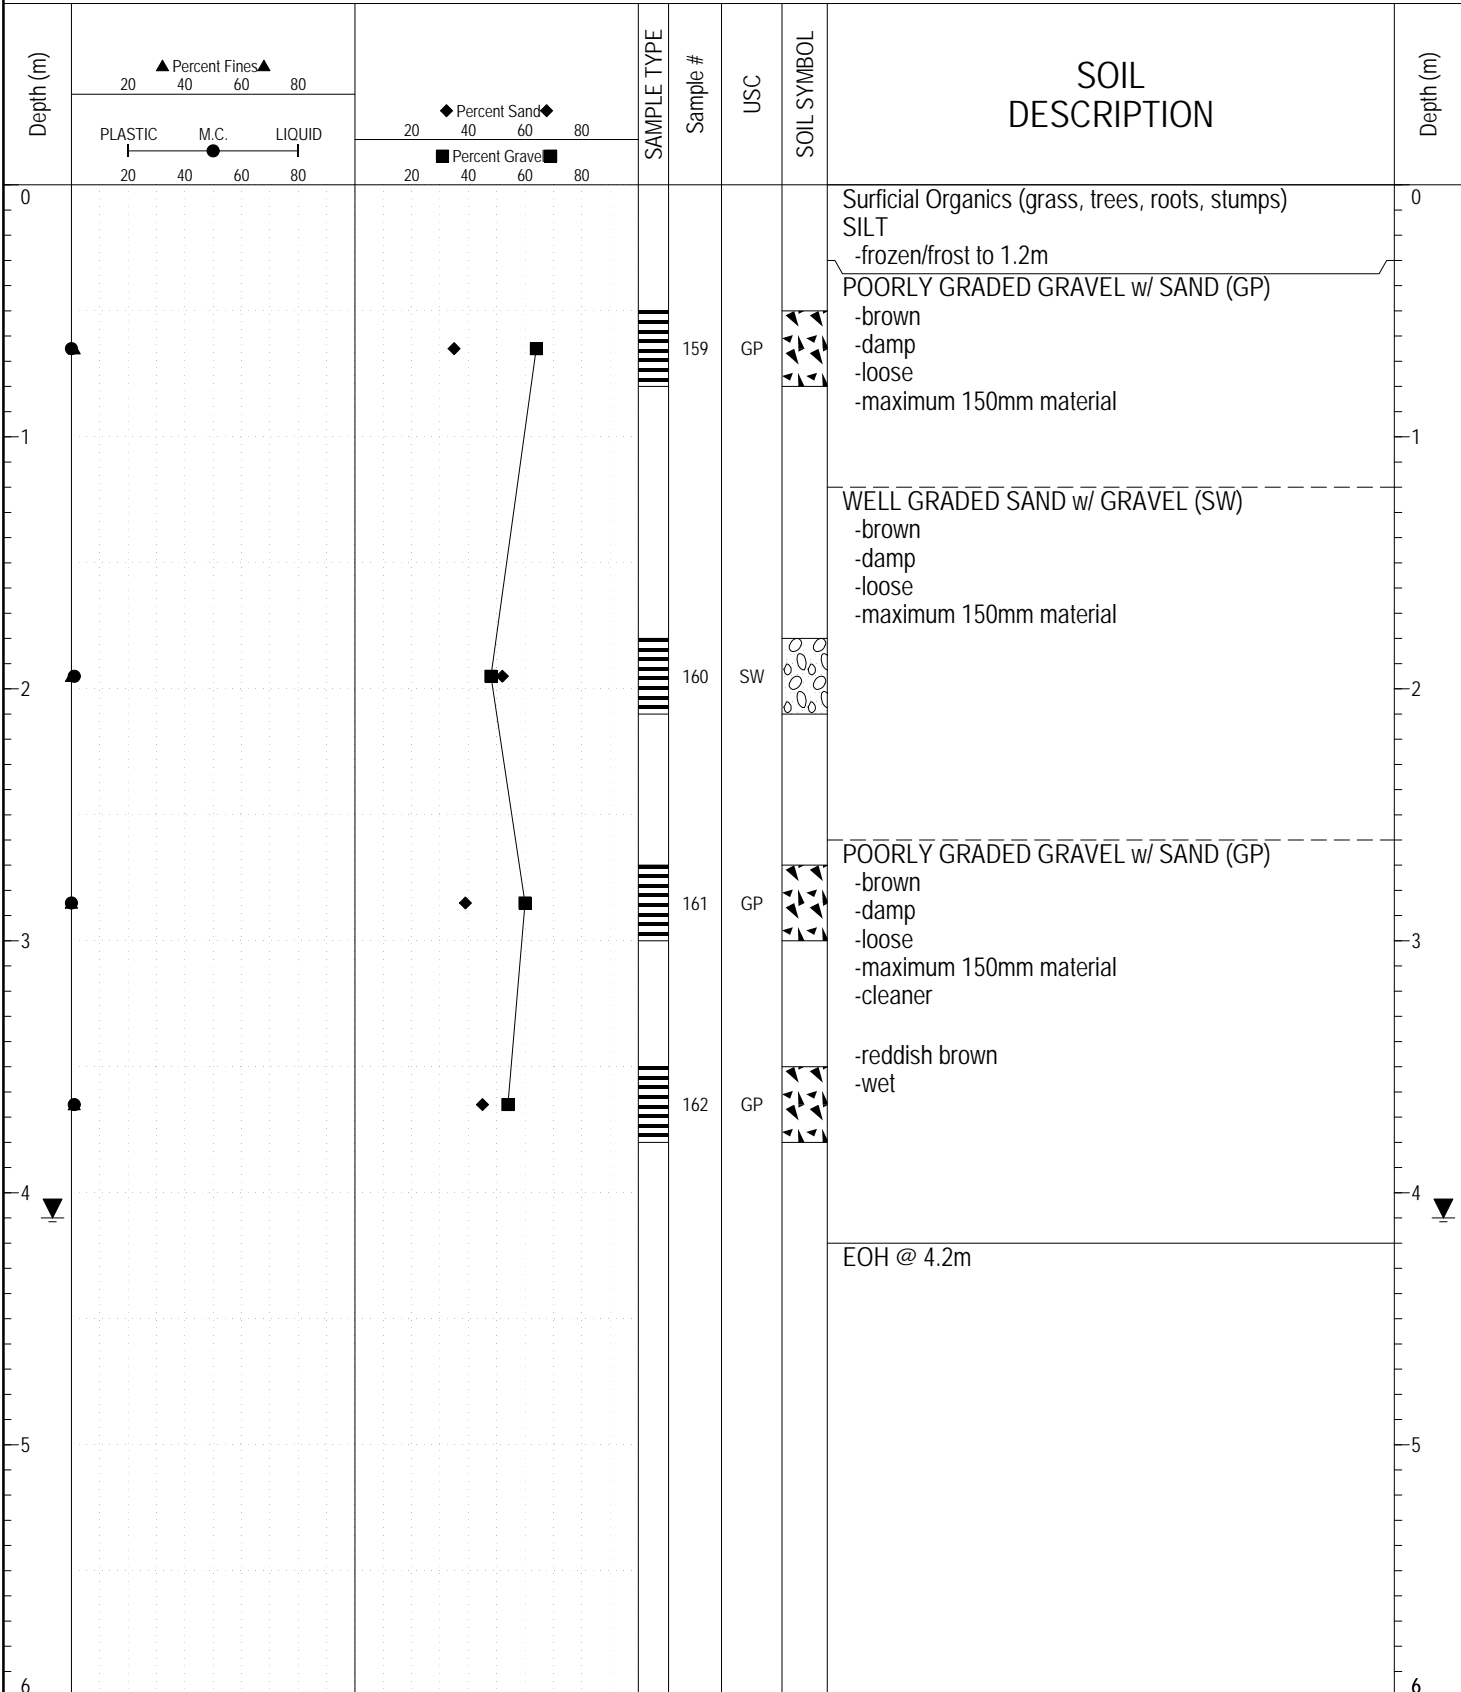 Depth (m)
▲ Percent Fines▲
20 40 60 80
PLASTIC M.C. LIQUID
20 40 60 80
◆ Percent Sand◆
20 40 60 80
■ Percent Gravel■
20 40 60 80
SAMPLE TYPE
Sample #
USC
SOIL SYMBOL
SOIL
DESCRIPTION
Depth (m)
0 0
Surficial Organics (grass, trees, roots, stumps)
SILT
-frozen/frost to 1.2m
POORLY GRADED GRAVEL w/ SAND (GP)
-brown
159 GP
-damp
-loose
-maximum 150mm material
1 1
WELL GRADED SAND w/ GRAVEL (SW)
-brown
-damp
-loose
-maximum 150mm material
160 SW
2 2
POORLY GRADED GRAVEL w/ SAND (GP)
-brown
161 GP
-damp
-loose
3 3
-maximum 150mm material
-cleaner
-reddish brown
-wet
162 GP
4 4
EOH @ 4.2m
5 5
6 6